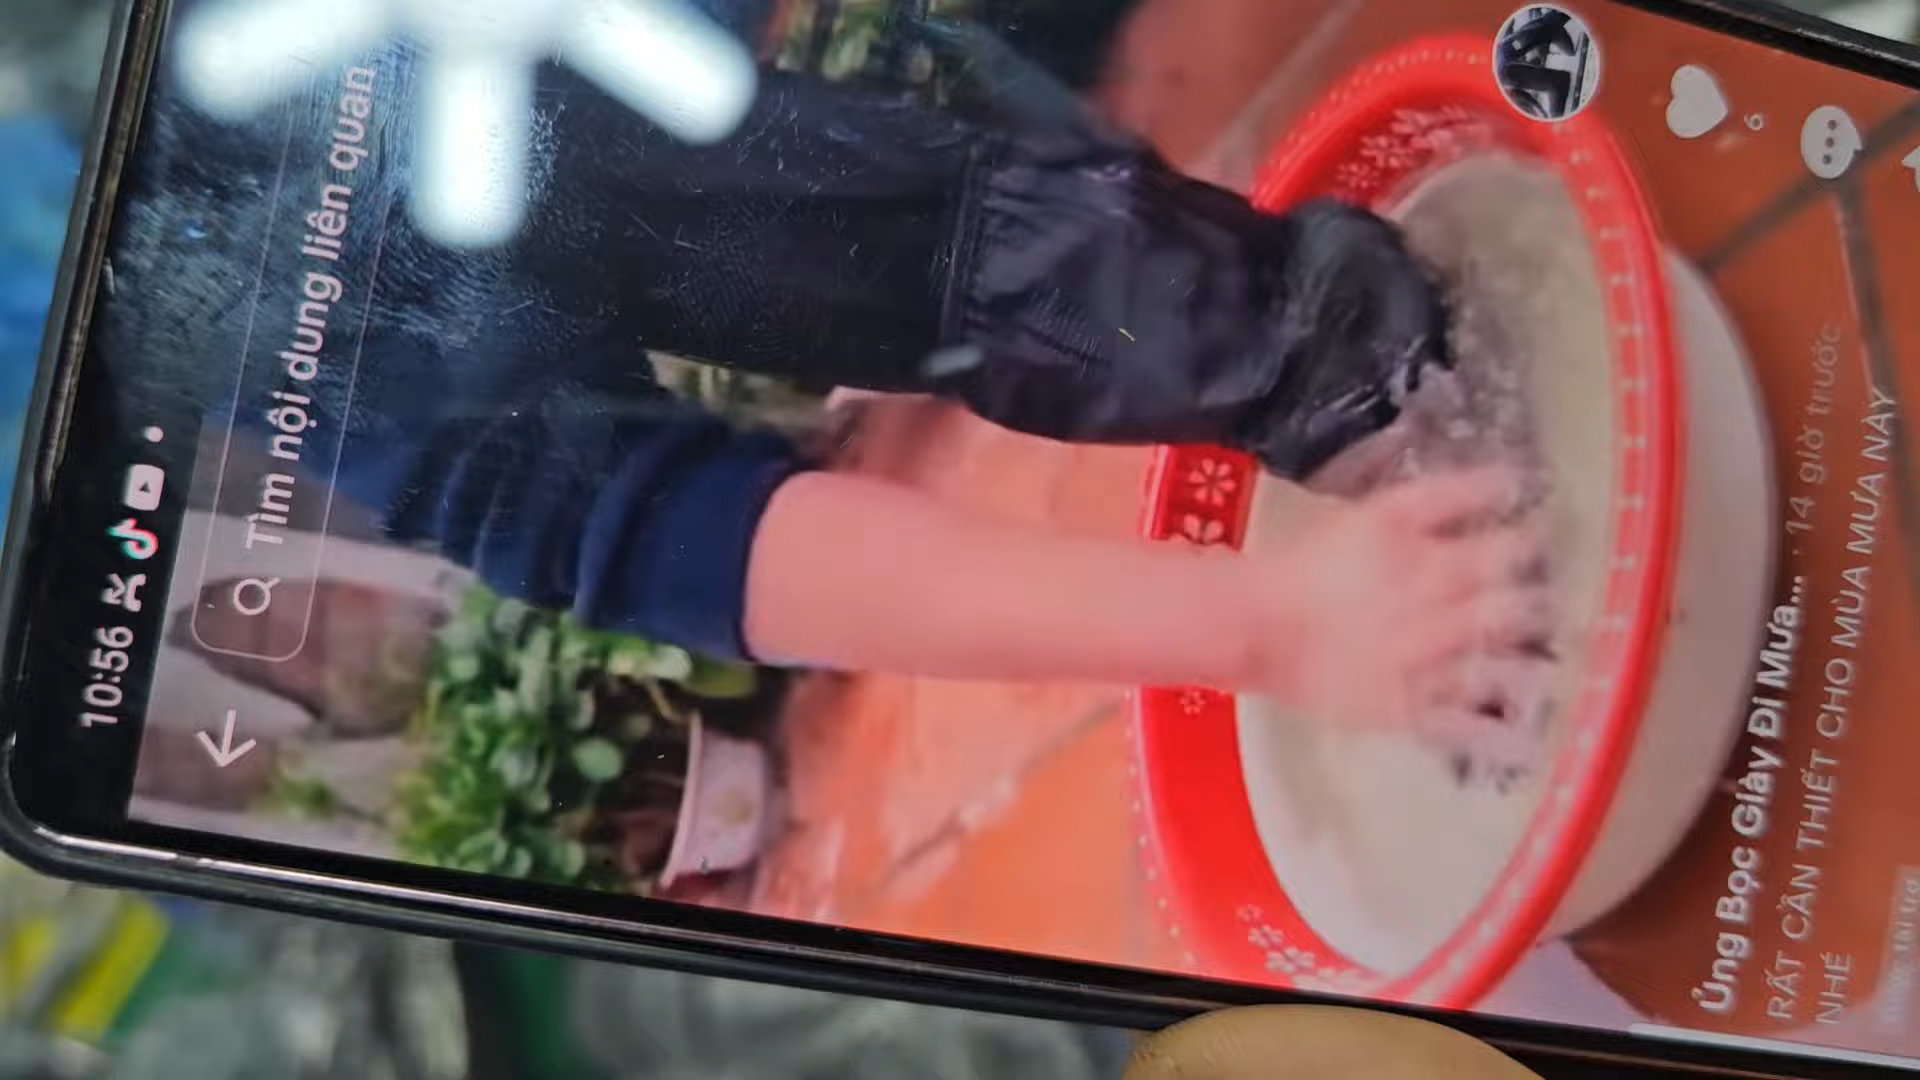 10:56
Tìm nội dung liên quan
6
Ủng Bọc Giày Đi Mưa... · 14 giờ trước
RẤT CẦN THIẾT CHO MÙA MƯA NÀY
NHÉ